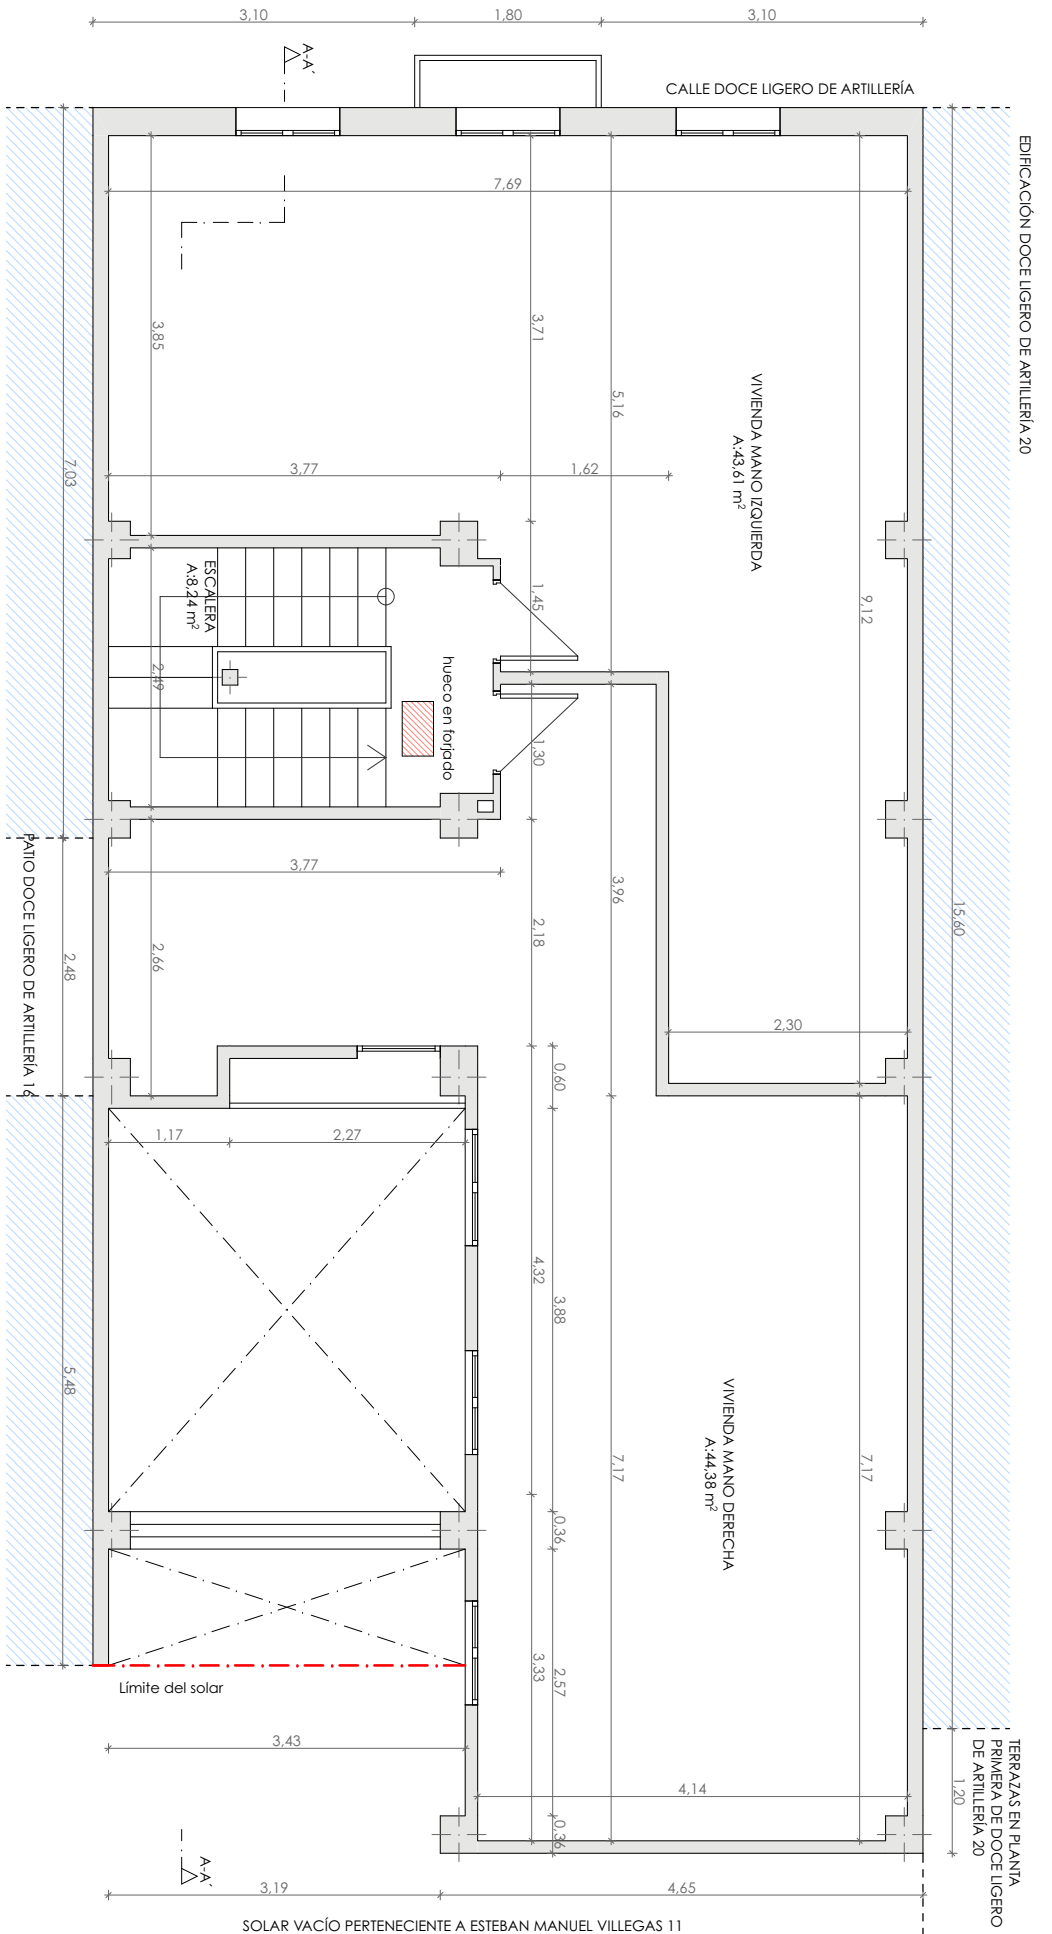 3,10
1,80
3,10
A-A´
CALLE DOCE LIGERO DE ARTILLERÍA
EDIFICACIÓN DOCE LIGERO DE ARTILLERÍA 20
7,69
3,85
3,71
5,16
VIVIENDA MANO IZQUIERDA
A:43,61 m²
7,03
3,77
1,62
ESCALERA
A:8,24 m²
1,45
9,12
2,49
hueco en forjado
1,30
3,77
3,96
15,60
PATIO DOCE LIGERO DE ARTILLERÍA 16
2,48
2,66
2,18
2,30
0,60
1,17
2,27
4,32
3,88
5,48
VIVIENDA MANO DERECHA
A:44,38 m²
7,17
7,17
0,36
3,33
2,57
Límite del solar
3,43
4,14
1,20
TERRAZAS EN PLANTA
PRIMERA DE DOCE LIGERO
DE ARTILLERÍA 20
0,36
A-A´
3,19
4,65
SOLAR VACÍO PERTENECIENTE A ESTEBAN MANUEL VILLEGAS 11